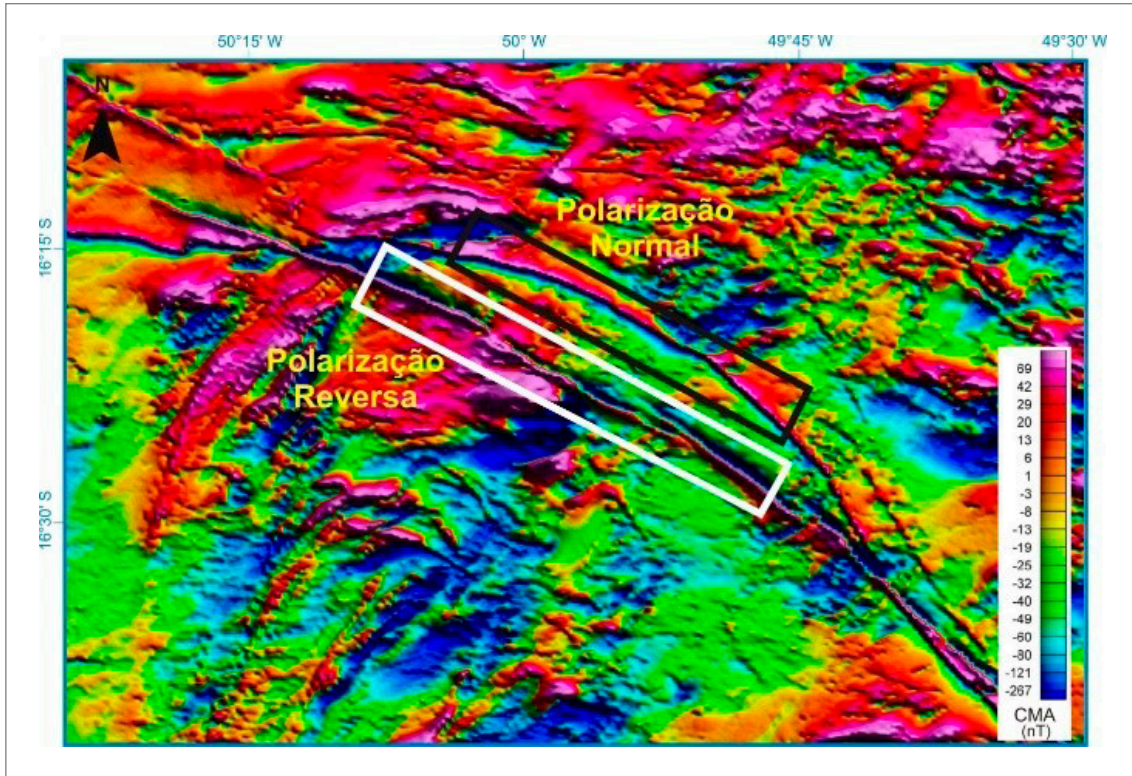 50°15' W
50° W
49°45' W
49°30' W
N
16°15' S
Polarização
Normal
Polarização
Reversa
16°30' S
69
42
29
20
13
6
1
-3
-8
-13
-19
-25
-32
-40
-49
-60
-80
-121
-267
CMA
(nT)